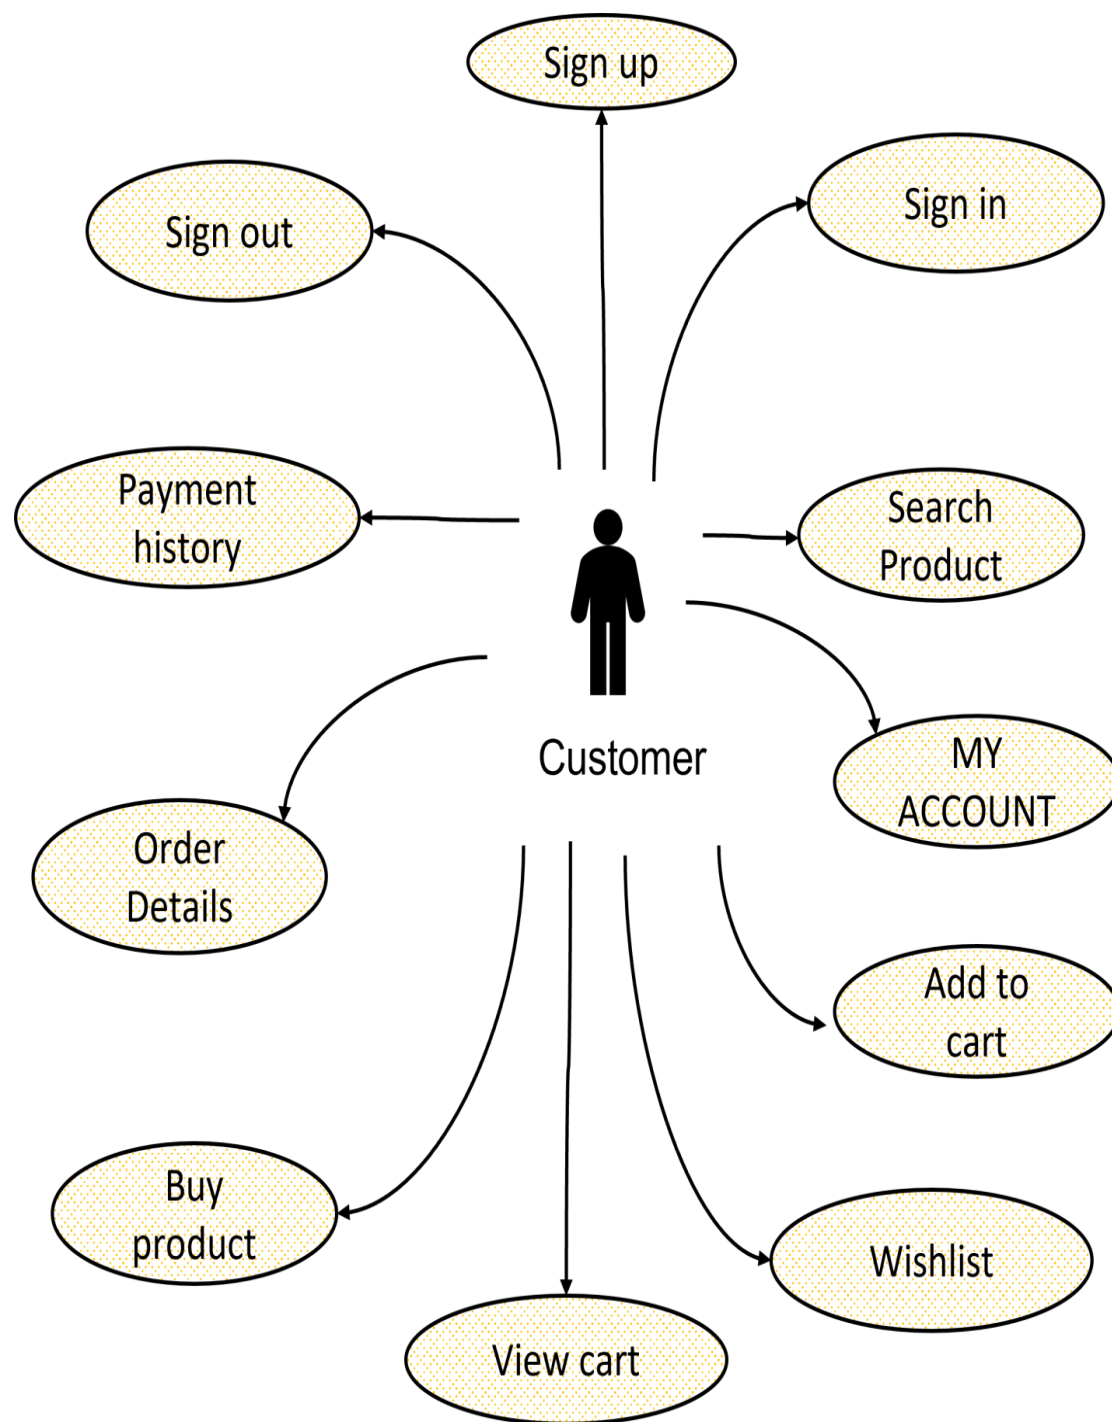 Sign up
Sign in
Sign out
Payment
history
Search
Product
Customer
MY
ACCOUNT
Order
Details
Add to
cart
Buy
product
Wishlist
View cart